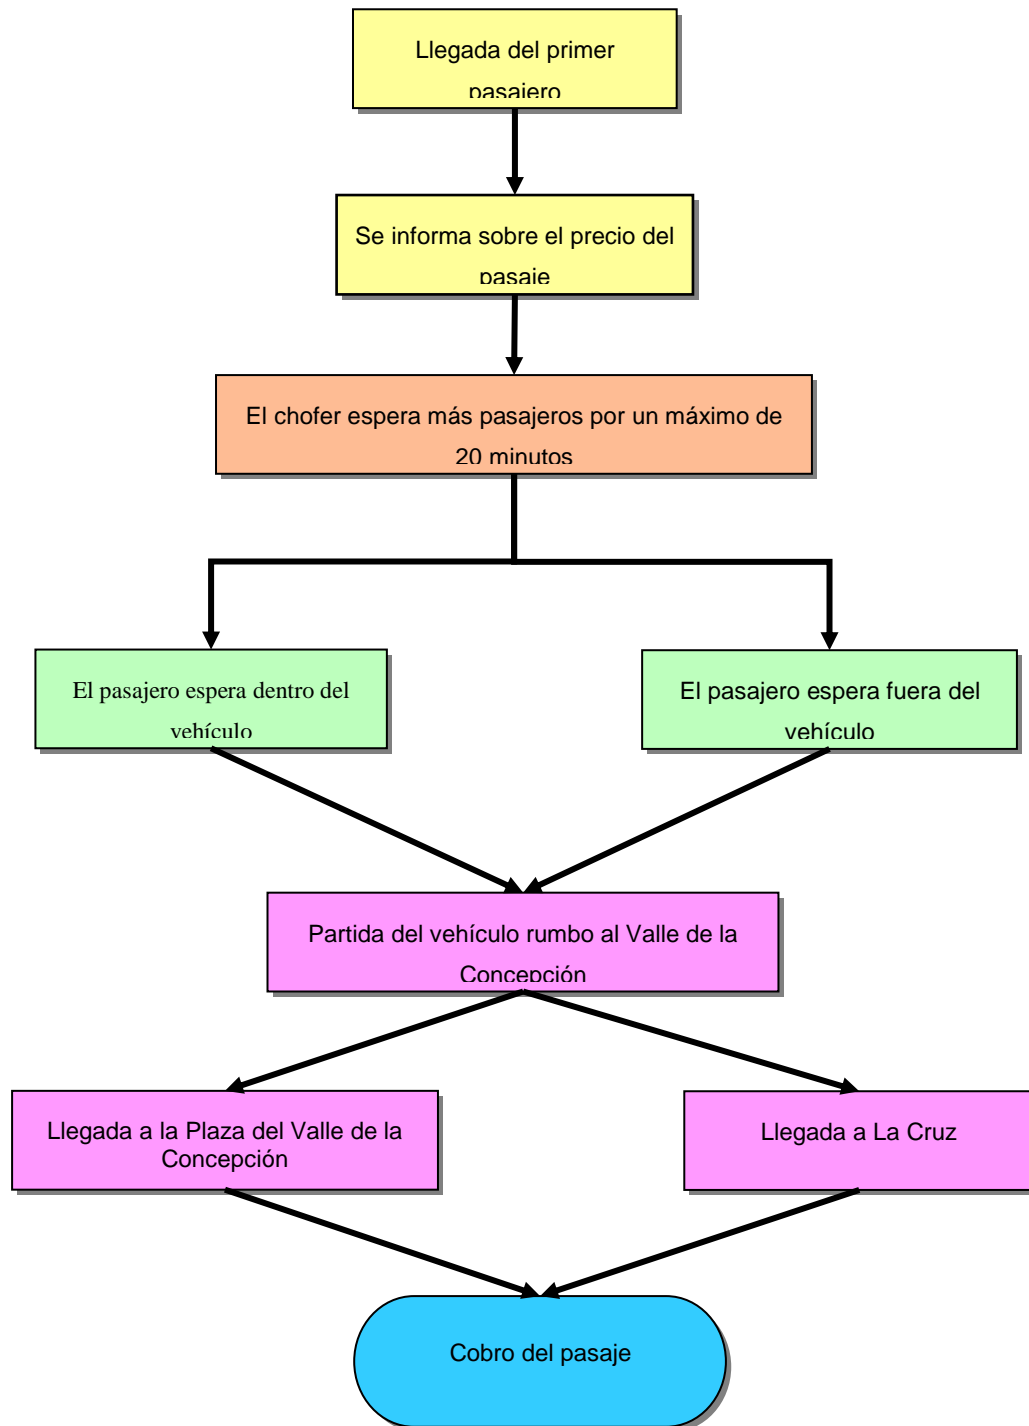 Llegada del primer
pasajero
Se informa sobre el precio del
pasaje
El chofer espera más pasajeros por un máximo de
20 minutos
El pasajero espera dentro del
vehículo
El pasajero espera fuera del
vehículo
Partida del vehículo rumbo al Valle de la
Concepción
Llegada a la Plaza del Valle de la
Concepción
Llegada a La Cruz
Cobro del pasaje